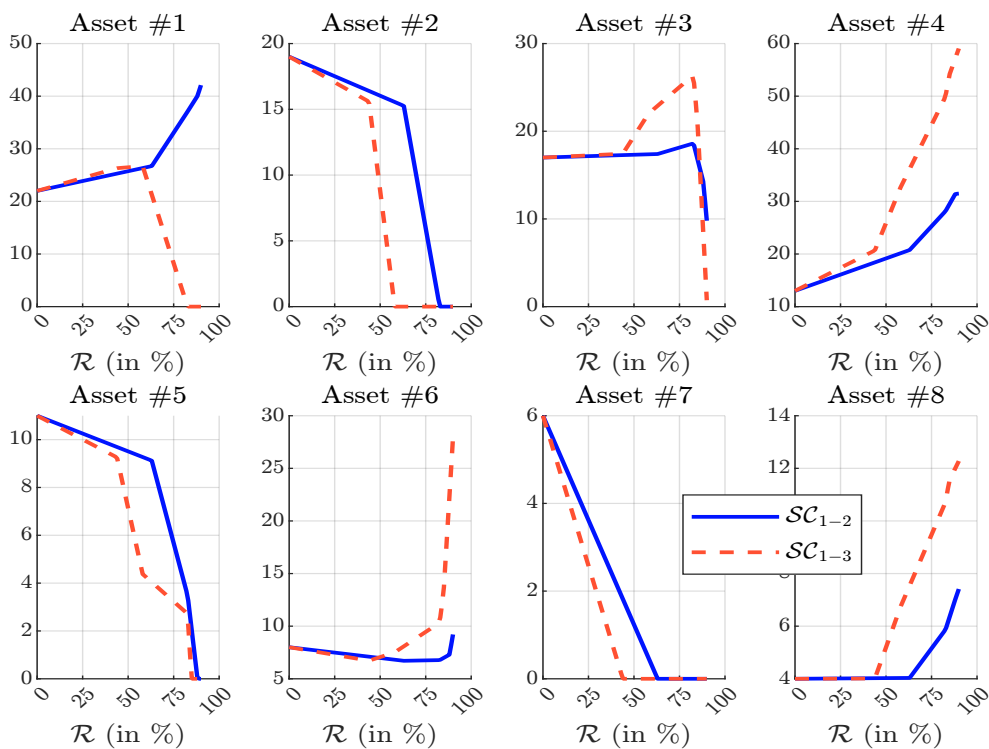 Asset #1 Asset #2 Asset #3 Asset #4
50 20 30 60
40 15 20 50
30 10 10 40
20 5 0 30
10 0 20
0 10
0 25 50 75 100 0 25 50 75 100 0 25 50 75 100 0 25 50 75 100
R (in %) R (in %) R (in %) R (in %)
Asset #5 Asset #6 Asset #7 Asset #8
10 30 6 14
8 25 4 12
6 20 2 8
4 15 0 4
2 10
0 5
SC₁₋₂
SC₁₋₃
0 25 50 75 100 0 25 50 75 100 0 25 50 75 100 0 25 50 75 100
R (in %) R (in %) R (in %) R (in %)